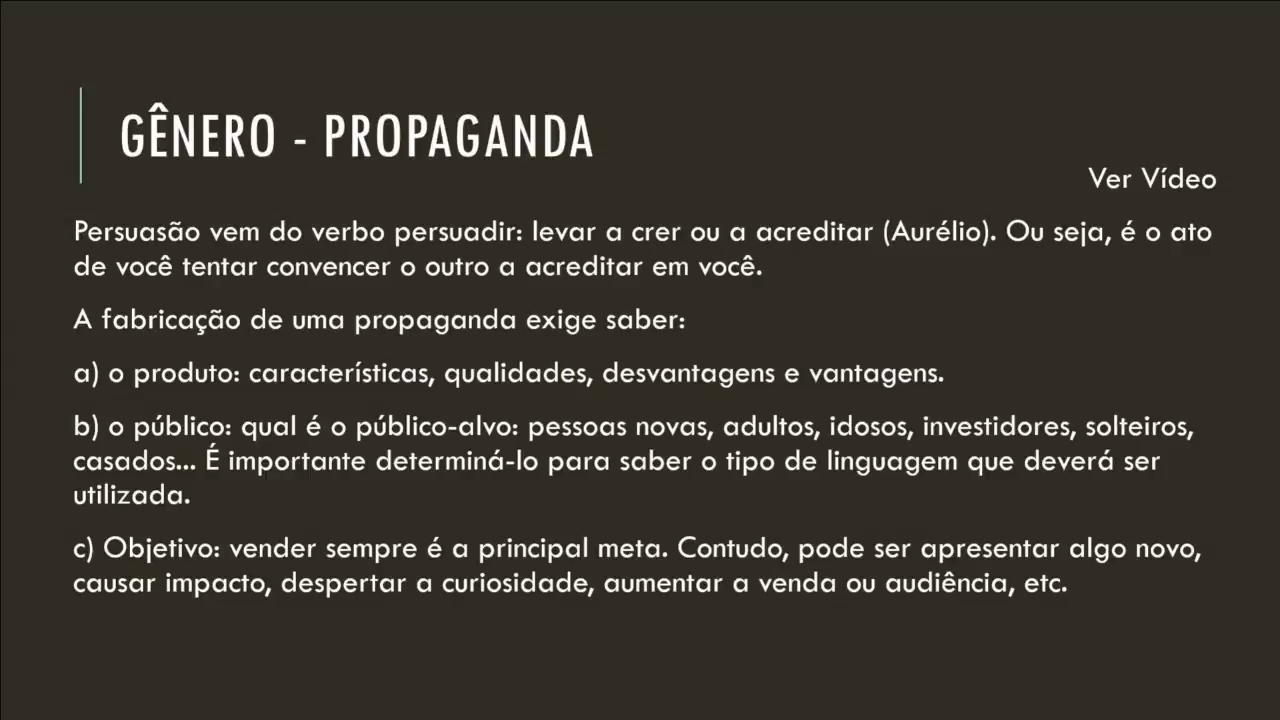 GÊNERO - PROPAGANDA
Ver Vídeo
Persuasão vem do verbo persuadir: levar a crer ou a acreditar (Aurélio). Ou seja, é o ato
de você tentar convencer o outro a acreditar em você.
A fabricação de uma propaganda exige saber:
a) o produto: características, qualidades, desvantagens e vantagens.
b) o público: qual é o público-alvo: pessoas novas, adultos, idosos, investidores, solteiros,
casados... É importante determiná-lo para saber o tipo de linguagem que deverá ser
utilizada.
c) Objetivo: vender sempre é a principal meta. Contudo, pode ser apresentar algo novo,
causar impacto, despertar a curiosidade, aumentar a venda ou audiência, etc.